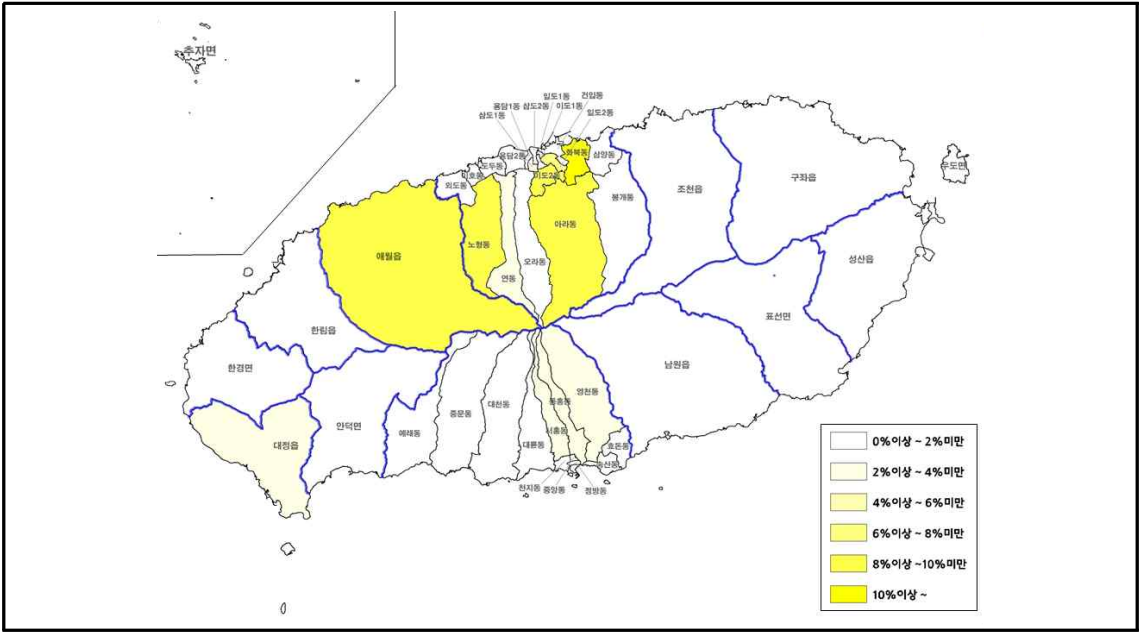 추자면
일도1동
건입동
용담1동
삼도2동
이도1동
삼도1동
일도2동
용담2동
화북동
삼양동
도두동
이호동
이도2동
외도동
우도면
구좌읍
조천읍
봉개동
아라동
노형동
오라동
애월읍
연동
성산읍
표선면
한림읍
한경면
남원읍
영천동
동홍동
중문동
대천동
안덕면
예래동
서홍동
대륜동
대정읍
효돈동
송산동
천지동
중앙동
정방동
0%이상 ~ 2%미만
2%이상 ~ 4%미만
4%이상 ~ 6%미만
6%이상 ~ 8%미만
8%이상 ~10%미만
10%이상 ~